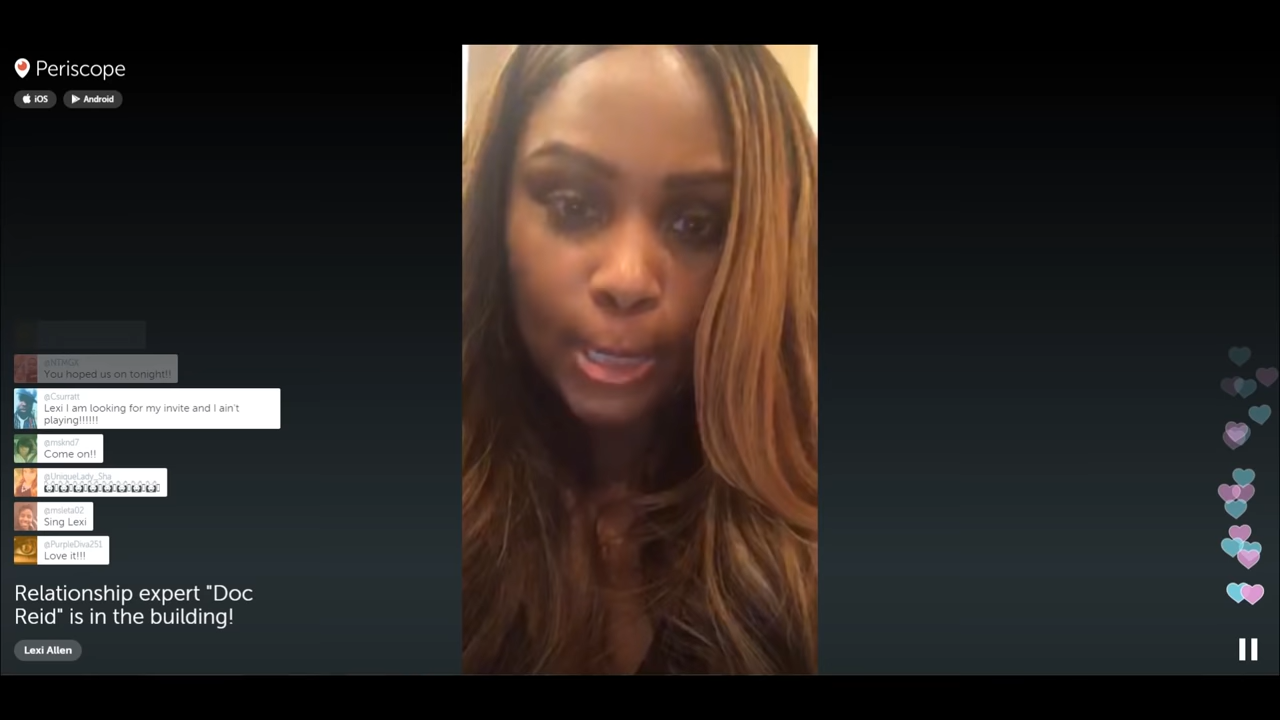 Periscope
iOS
Android
@NTMGX
You hoped us on tonight!!
@Csurratt
Lexi I am looking for my invite and I ain't
playing!!!!!!
@msknd7
Come on!!
@UniqueLady_Sha
@msleta02
Sing Lexi
@PurpleDiva251
Love it!!!
Relationship expert "Doc
Reid" is in the building!
Lexi Allen